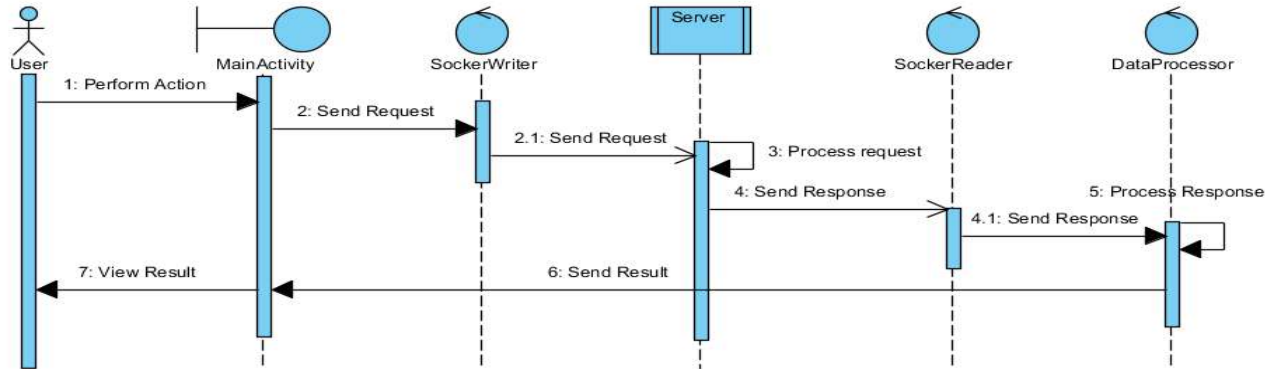 Server
User
MainActivity
SockerWriter
SockerReader
DataProcessor
1: Perform Action
2: Send Request
2.1: Send Request
3: Process request
4: Send Response
5: Process Response
4.1: Send Response
7: View Result
6: Send Result